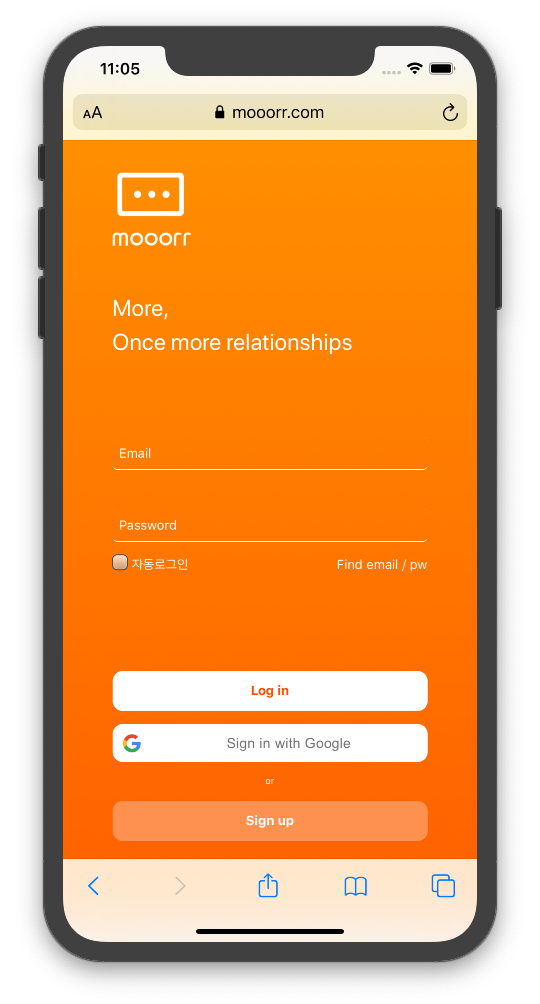 11:05
AA mooorr.com
mooorr
More,
Once more relationships
Email
Password
자동로그인 Find email / pw
Log in
Sign in with Google
or
Sign up